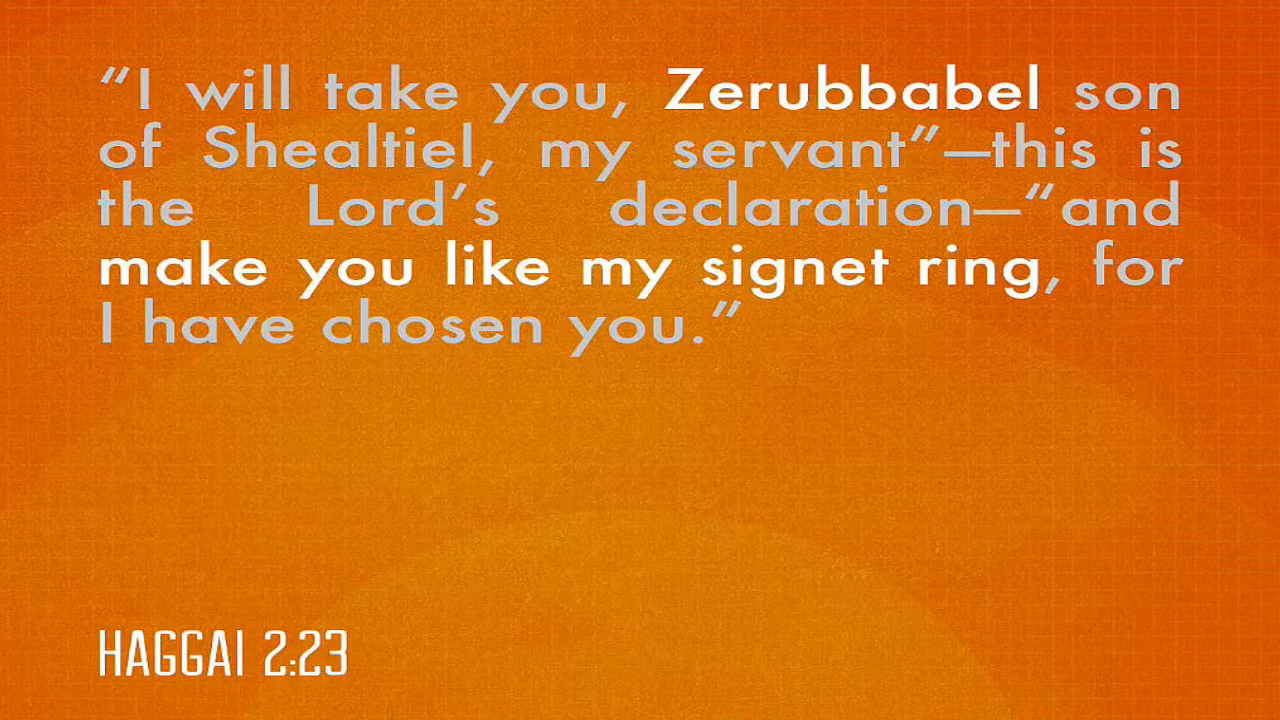 “I will take you, Zerubbabel son
of Shealtiel, my servant”—this is
the Lord’s declaration—“and
make you like my signet ring, for
I have chosen you.”
HAGGAI 2:23